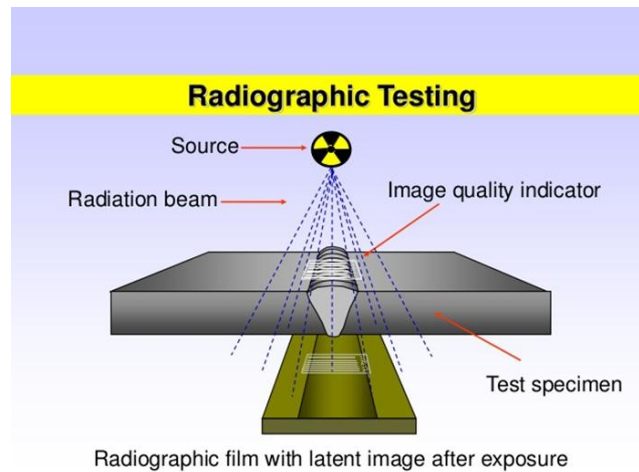 Radiographic Testing
Source
Radiation beam
Image quality indicator
Test specimen
Radiographic film with latent image after exposure